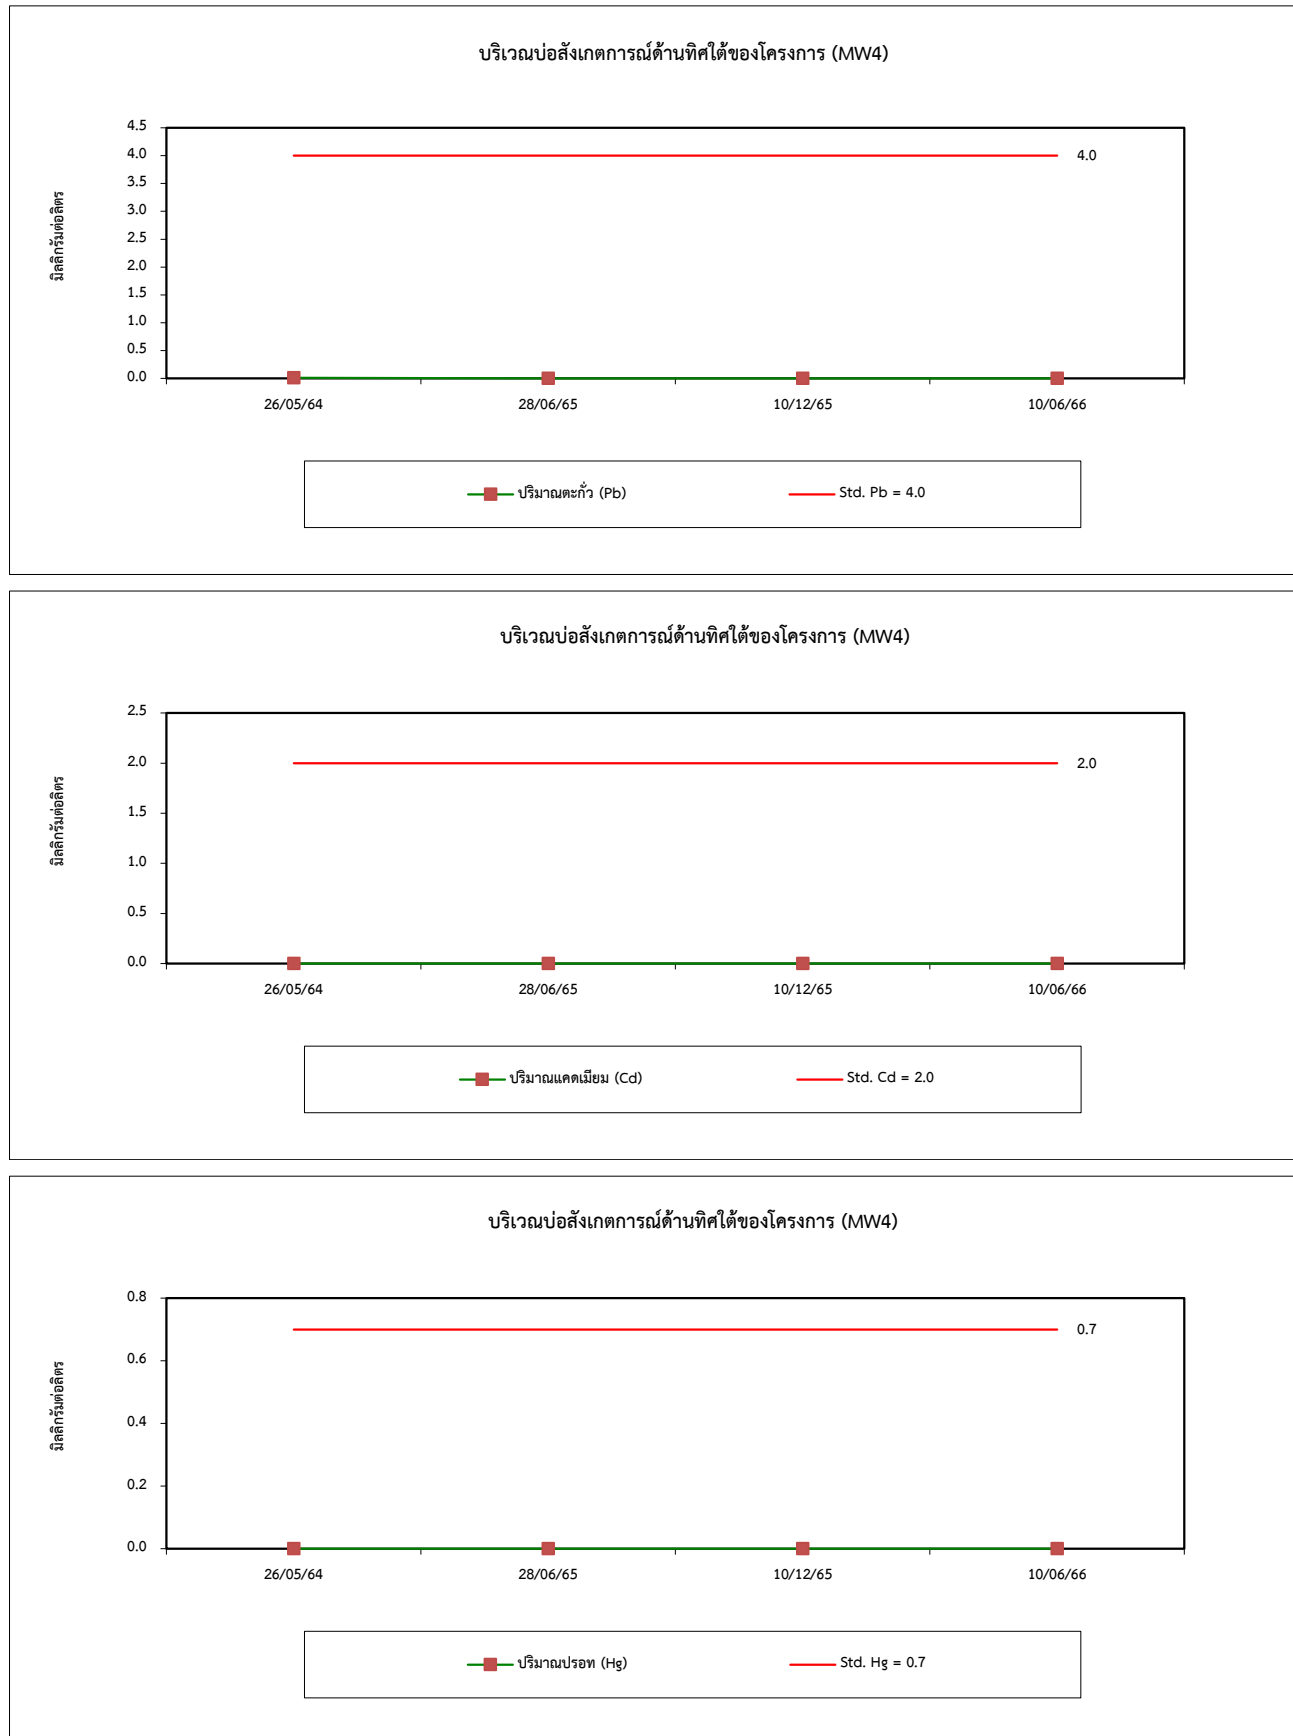 บริเวณบ่อสังเกตการณ์ด้านทิศใต้ของโครงการ (MW4)
มิลลิกรัมต่อลิตร
4.5
4.0
3.5
3.0
2.5
2.0
1.5
1.0
0.5
0.0
4.0
26/05/64 28/06/65 10/12/65 10/06/66
ปริมาณตะกั่ว (Pb) Std. Pb = 4.0
บริเวณบ่อสังเกตการณ์ด้านทิศใต้ของโครงการ (MW4)
มิลลิกรัมต่อลิตร
2.5
2.0
1.5
1.0
0.5
0.0
2.0
26/05/64 28/06/65 10/12/65 10/06/66
ปริมาณแคดเมียม (Cd) Std. Cd = 2.0
บริเวณบ่อสังเกตการณ์ด้านทิศใต้ของโครงการ (MW4)
มิลลิกรัมต่อลิตร
0.8
0.6
0.4
0.2
0.0
0.7
26/05/64 28/06/65 10/12/65 10/06/66
ปริมาณปรอท (Hg) Std. Hg = 0.7